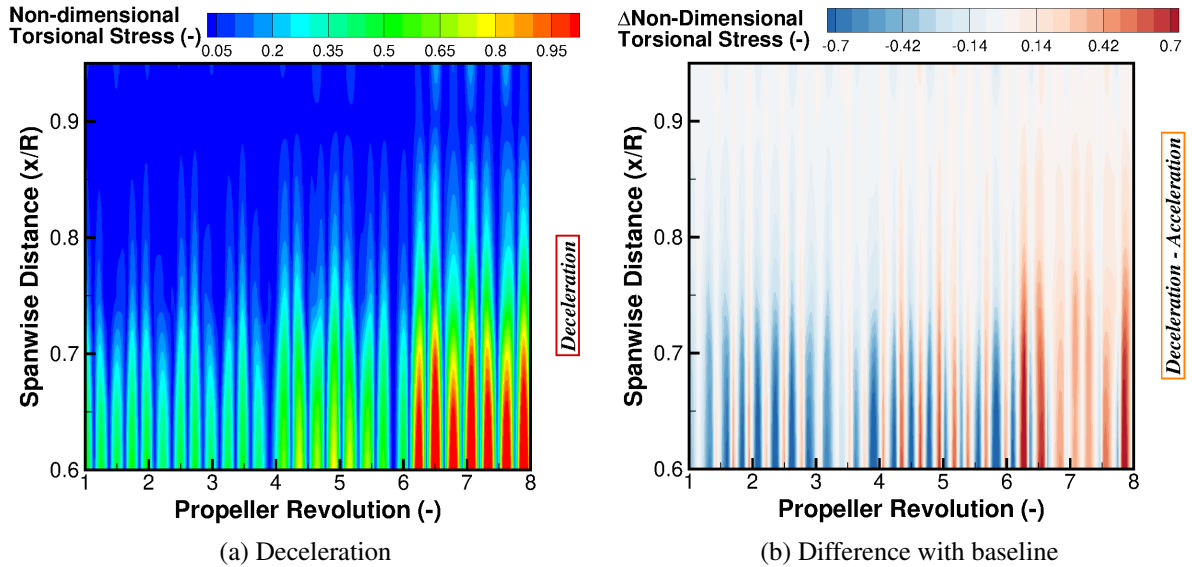 Non-dimensional
Torsional Stress (-)
0.05 0.2 0.35 0.5 0.65 0.8 0.95
Spanwise Distance (x/R)
0.9
0.8
0.7
0.6
1 2 3 4 5 6 7 8
Propeller Revolution (-)
Deceleration
(a) Deceleration
ΔNon-Dimensional
Torsional Stress (-)
-0.7 -0.42 -0.14 0.14 0.42 0.7
Spanwise Distance (x/R)
0.9
0.8
0.7
0.6
1 2 3 4 5 6 7 8
Propeller Revolution (-)
Deceleration - Acceleration
(b) Difference with baseline